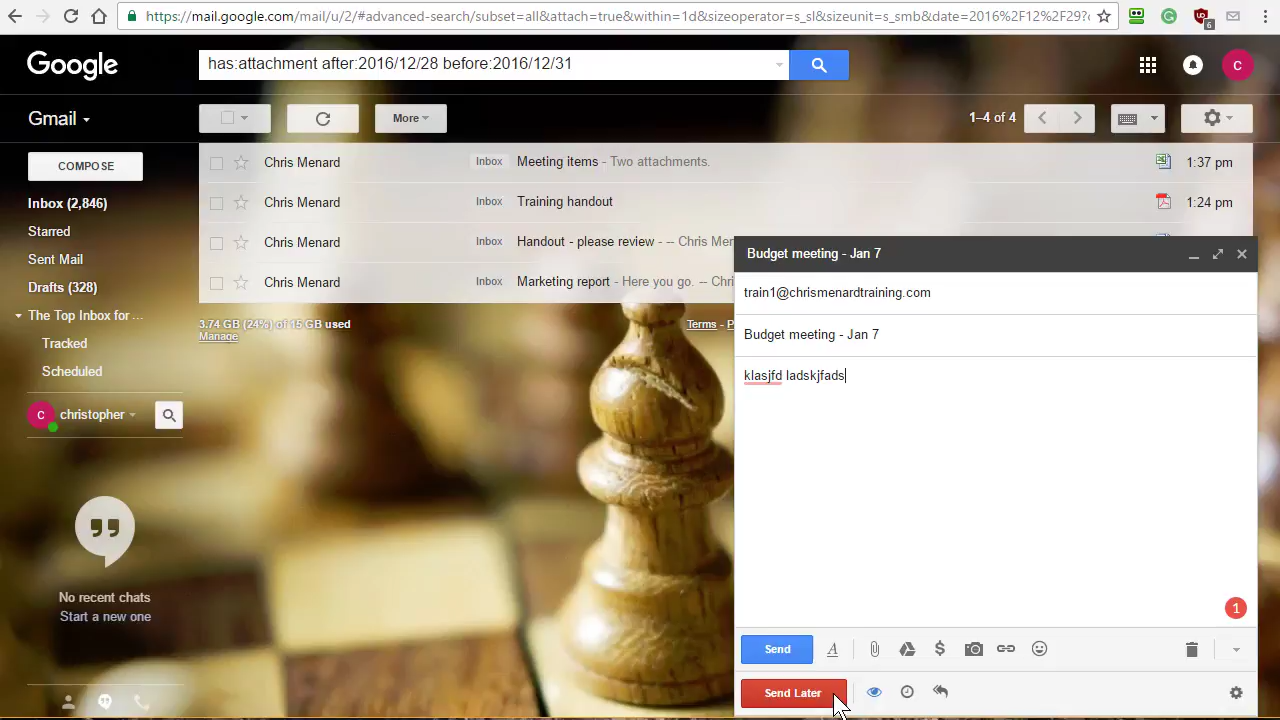 https://mail.google.com/mail/u/2/#advanced-search/subset=all&attach=true&within=1d&sizeoperator=s_sl&sizeunit=s_smb&date=2016%2F12%2F29?c
6
Google
has:attachment after:2016/12/28 before:2016/12/31
C
Gmail
More
1–4 of 4
COMPOSE
Chris Menard Inbox Meeting items - Two attachments. 1:37 pm
Inbox (2,846)
Chris Menard Inbox Training handout 1:24 pm
Starred
Chris Menard Inbox Handout - please review - -- Chris Mer
Sent Mail
Chris Menard Inbox Marketing report - Here you go. -- Chri
Drafts (328)
The Top Inbox for ...
Tracked
Scheduled
3.74 GB (24%) of 15 GB used
Manage
Terms - P
C christopher
No recent chats
Start a new one
Budget meeting - Jan 7
train1@chrismenardtraining.com
Budget meeting - Jan 7
klasjfd ladskjfads
1
Send
Send Later